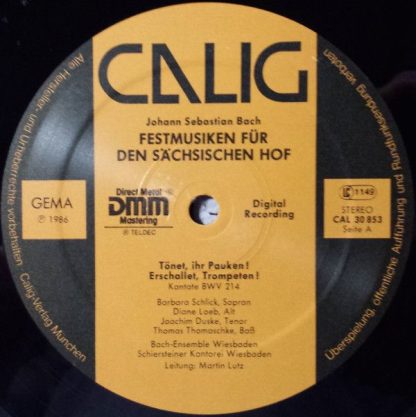 CALIG
Johann Sebastian Bach
FESTMUSIKEN FÜR
DEN SÄCHSISCHEN HOF
GEMA
℗ 1986
Direct Metal
DMM
Mastering
℗ TELDEC
Digital
Recording
LC 1149
STEREO
CAL 30 853
Seite A
Tönet, ihr Pauken!
Erschallet, Trompeten!
Kantate BWV 214
Barbara Schlick, Sopran
Diane Loeb, Alt
Joachim Duske, Tenor
Thomas Thomaschke, Baß
Bach-Ensemble Wiesbaden
Schiersteiner Kantorei Wiesbaden
Leitung: Martin Lutz
Calig-Verlag München
Alle Hersteller- und Urheberrechte vorbehalten
Überspielung, öffentliche Aufführung und Rundfunksendung verboten